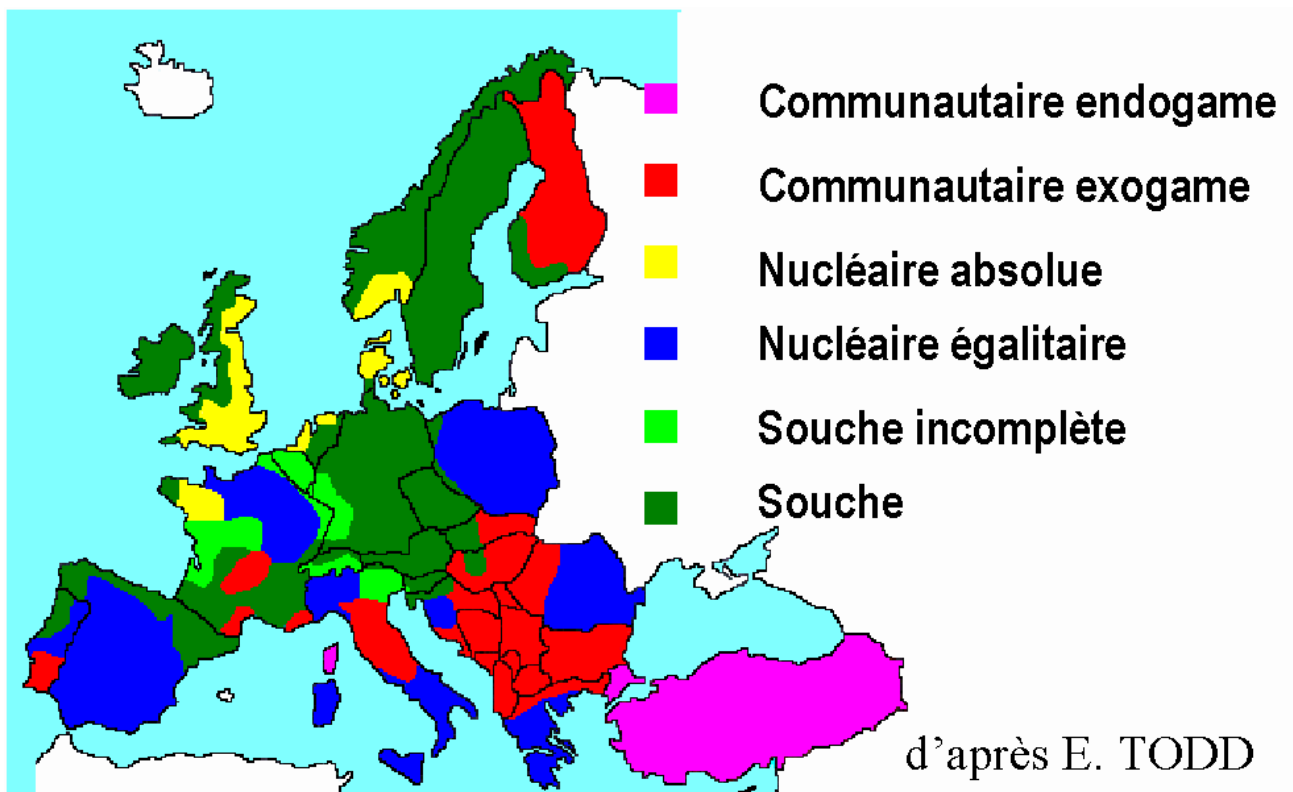 Communautaire endogame
Communautaire exogame
Nucléaire absolue
Nucléaire égalitaire
Souche incomplète
Souche
d'après E. TODD